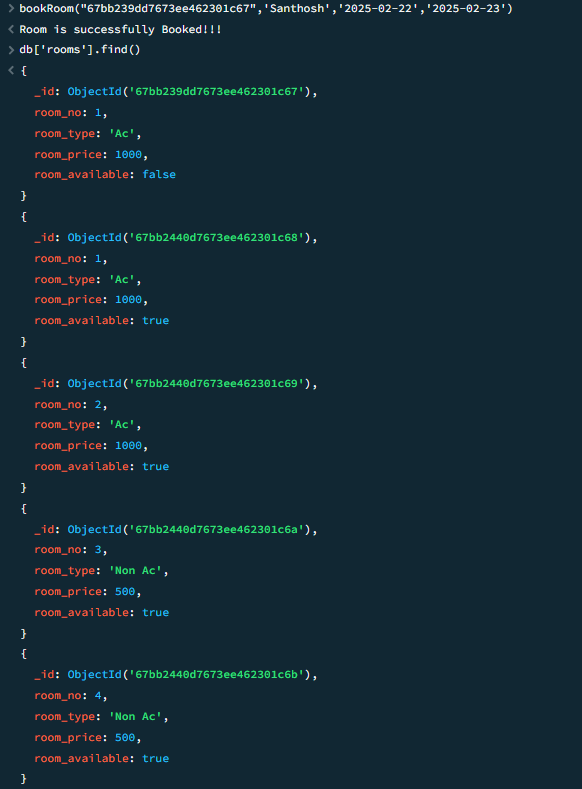 > bookRoom("67bb239dd7673ee462301c67",'Santhosh','2025-02-22','2025-02-23')
< Room is successfully Booked!!!
> db['rooms'].find()
< {
_id: ObjectId('67bb239dd7673ee462301c67'),
room_no: 1,
room_type: 'Ac',
room_price: 1000,
room_available: false
}
{
_id: ObjectId('67bb2440d7673ee462301c68'),
room_no: 1,
room_type: 'Ac',
room_price: 1000,
room_available: true
}
{
_id: ObjectId('67bb2440d7673ee462301c69'),
room_no: 2,
room_type: 'Ac',
room_price: 1000,
room_available: true
}
{
_id: ObjectId('67bb2440d7673ee462301c6a'),
room_no: 3,
room_type: 'Non Ac',
room_price: 500,
room_available: true
}
{
_id: ObjectId('67bb2440d7673ee462301c6b'),
room_no: 4,
room_type: 'Non Ac',
room_price: 500,
room_available: true
}